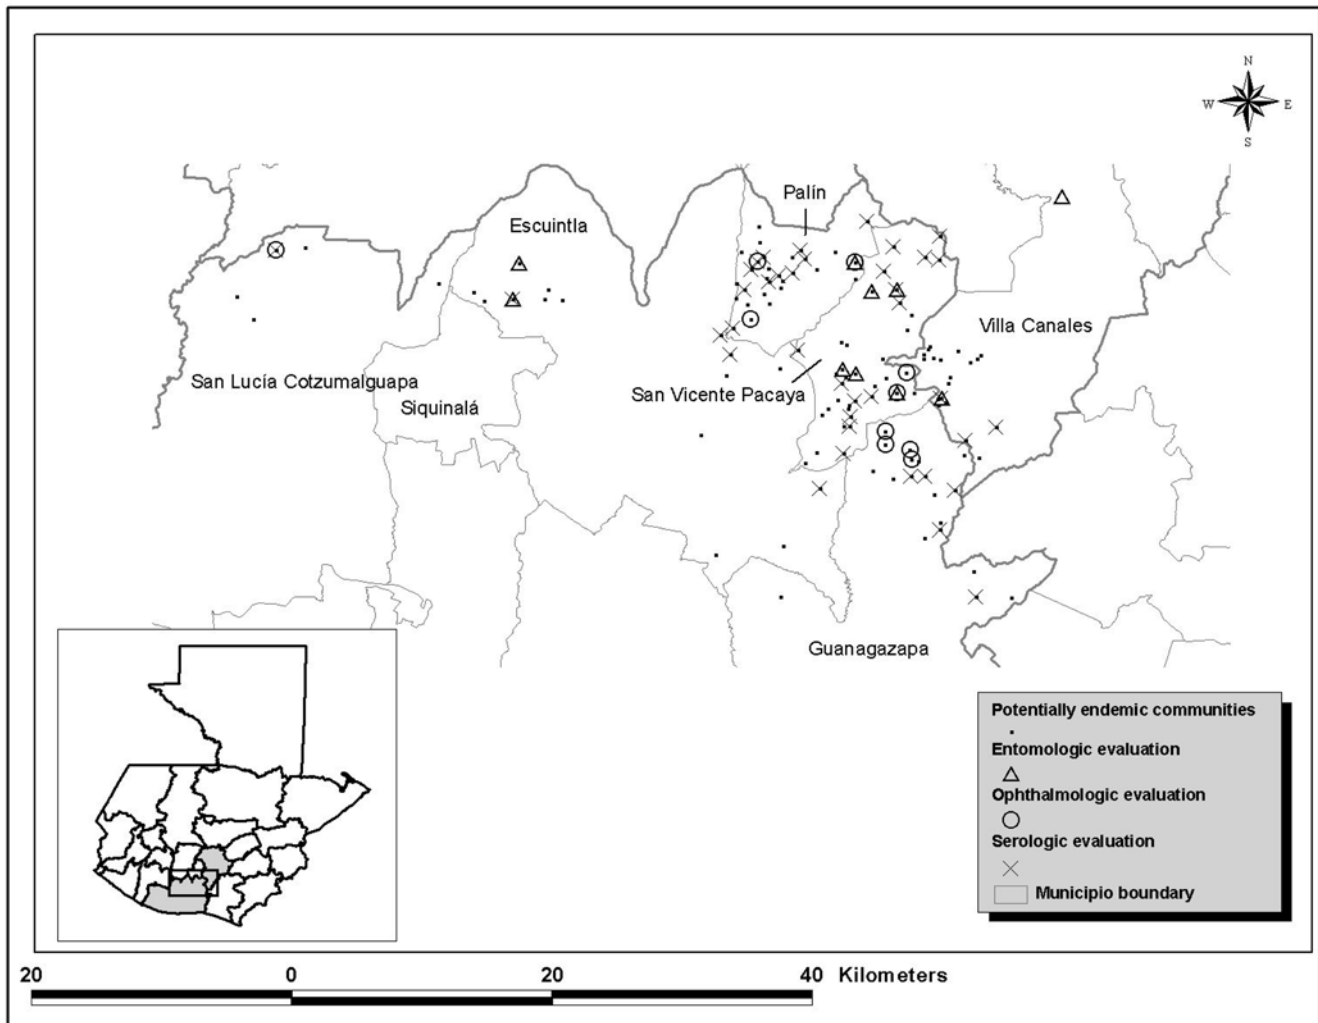 N
W E
S
Palín
Escuintla
Villa Canales
San Lucía Cotzumalguapa
San Vicente Pacaya
Siquinalá
Guanagazapa
Potentially endemic communities
Entomologic evaluation
Ophthalmologic evaluation
Serologic evaluation
Municipio boundary
20 0 20 40 Kilometers